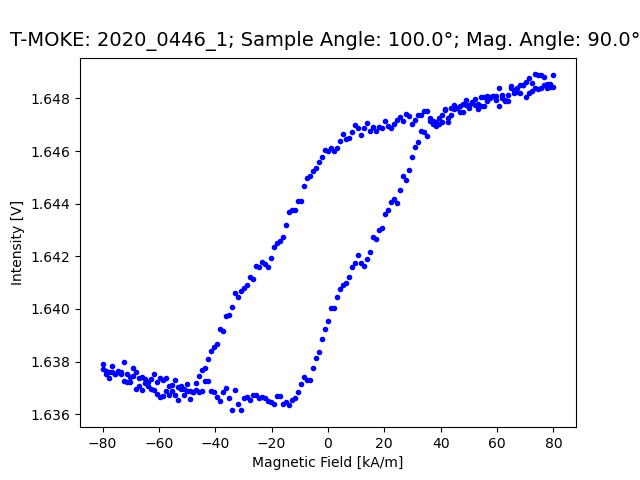 T-MOKE: 2020_0446_1; Sample Angle: 100.0°; Mag. Angle: 90.0°
1.648
1.646
1.644
1.642
1.640
1.638
1.636
Intensity [V]
−80 −60 −40 −20 0 20 40 60 80
Magnetic Field [kA/m]